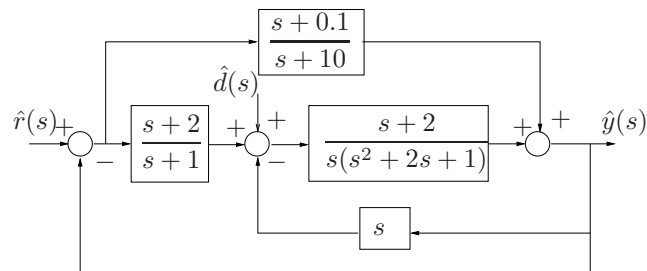 s + 0.1
s + 10
d̂(s)
r̂(s) + − s + 2 + + − s + 2 + + ŷ(s)
s + 1 s(s² + 2s + 1)
s